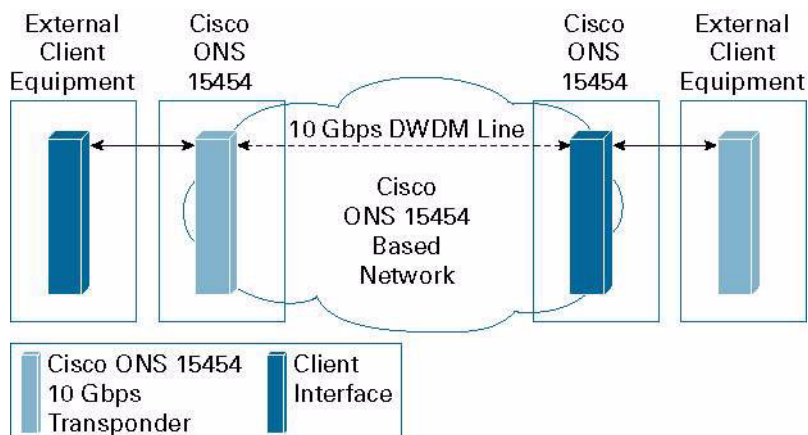 External
Client
Equipment
Cisco
ONS
15454
Cisco
ONS
15454
External
Client
Equipment
10 Gbps DWDM Line
Cisco
ONS 15454
Based
Network
Cisco ONS 15454
10 Gbps
Transponder
Client
Interface